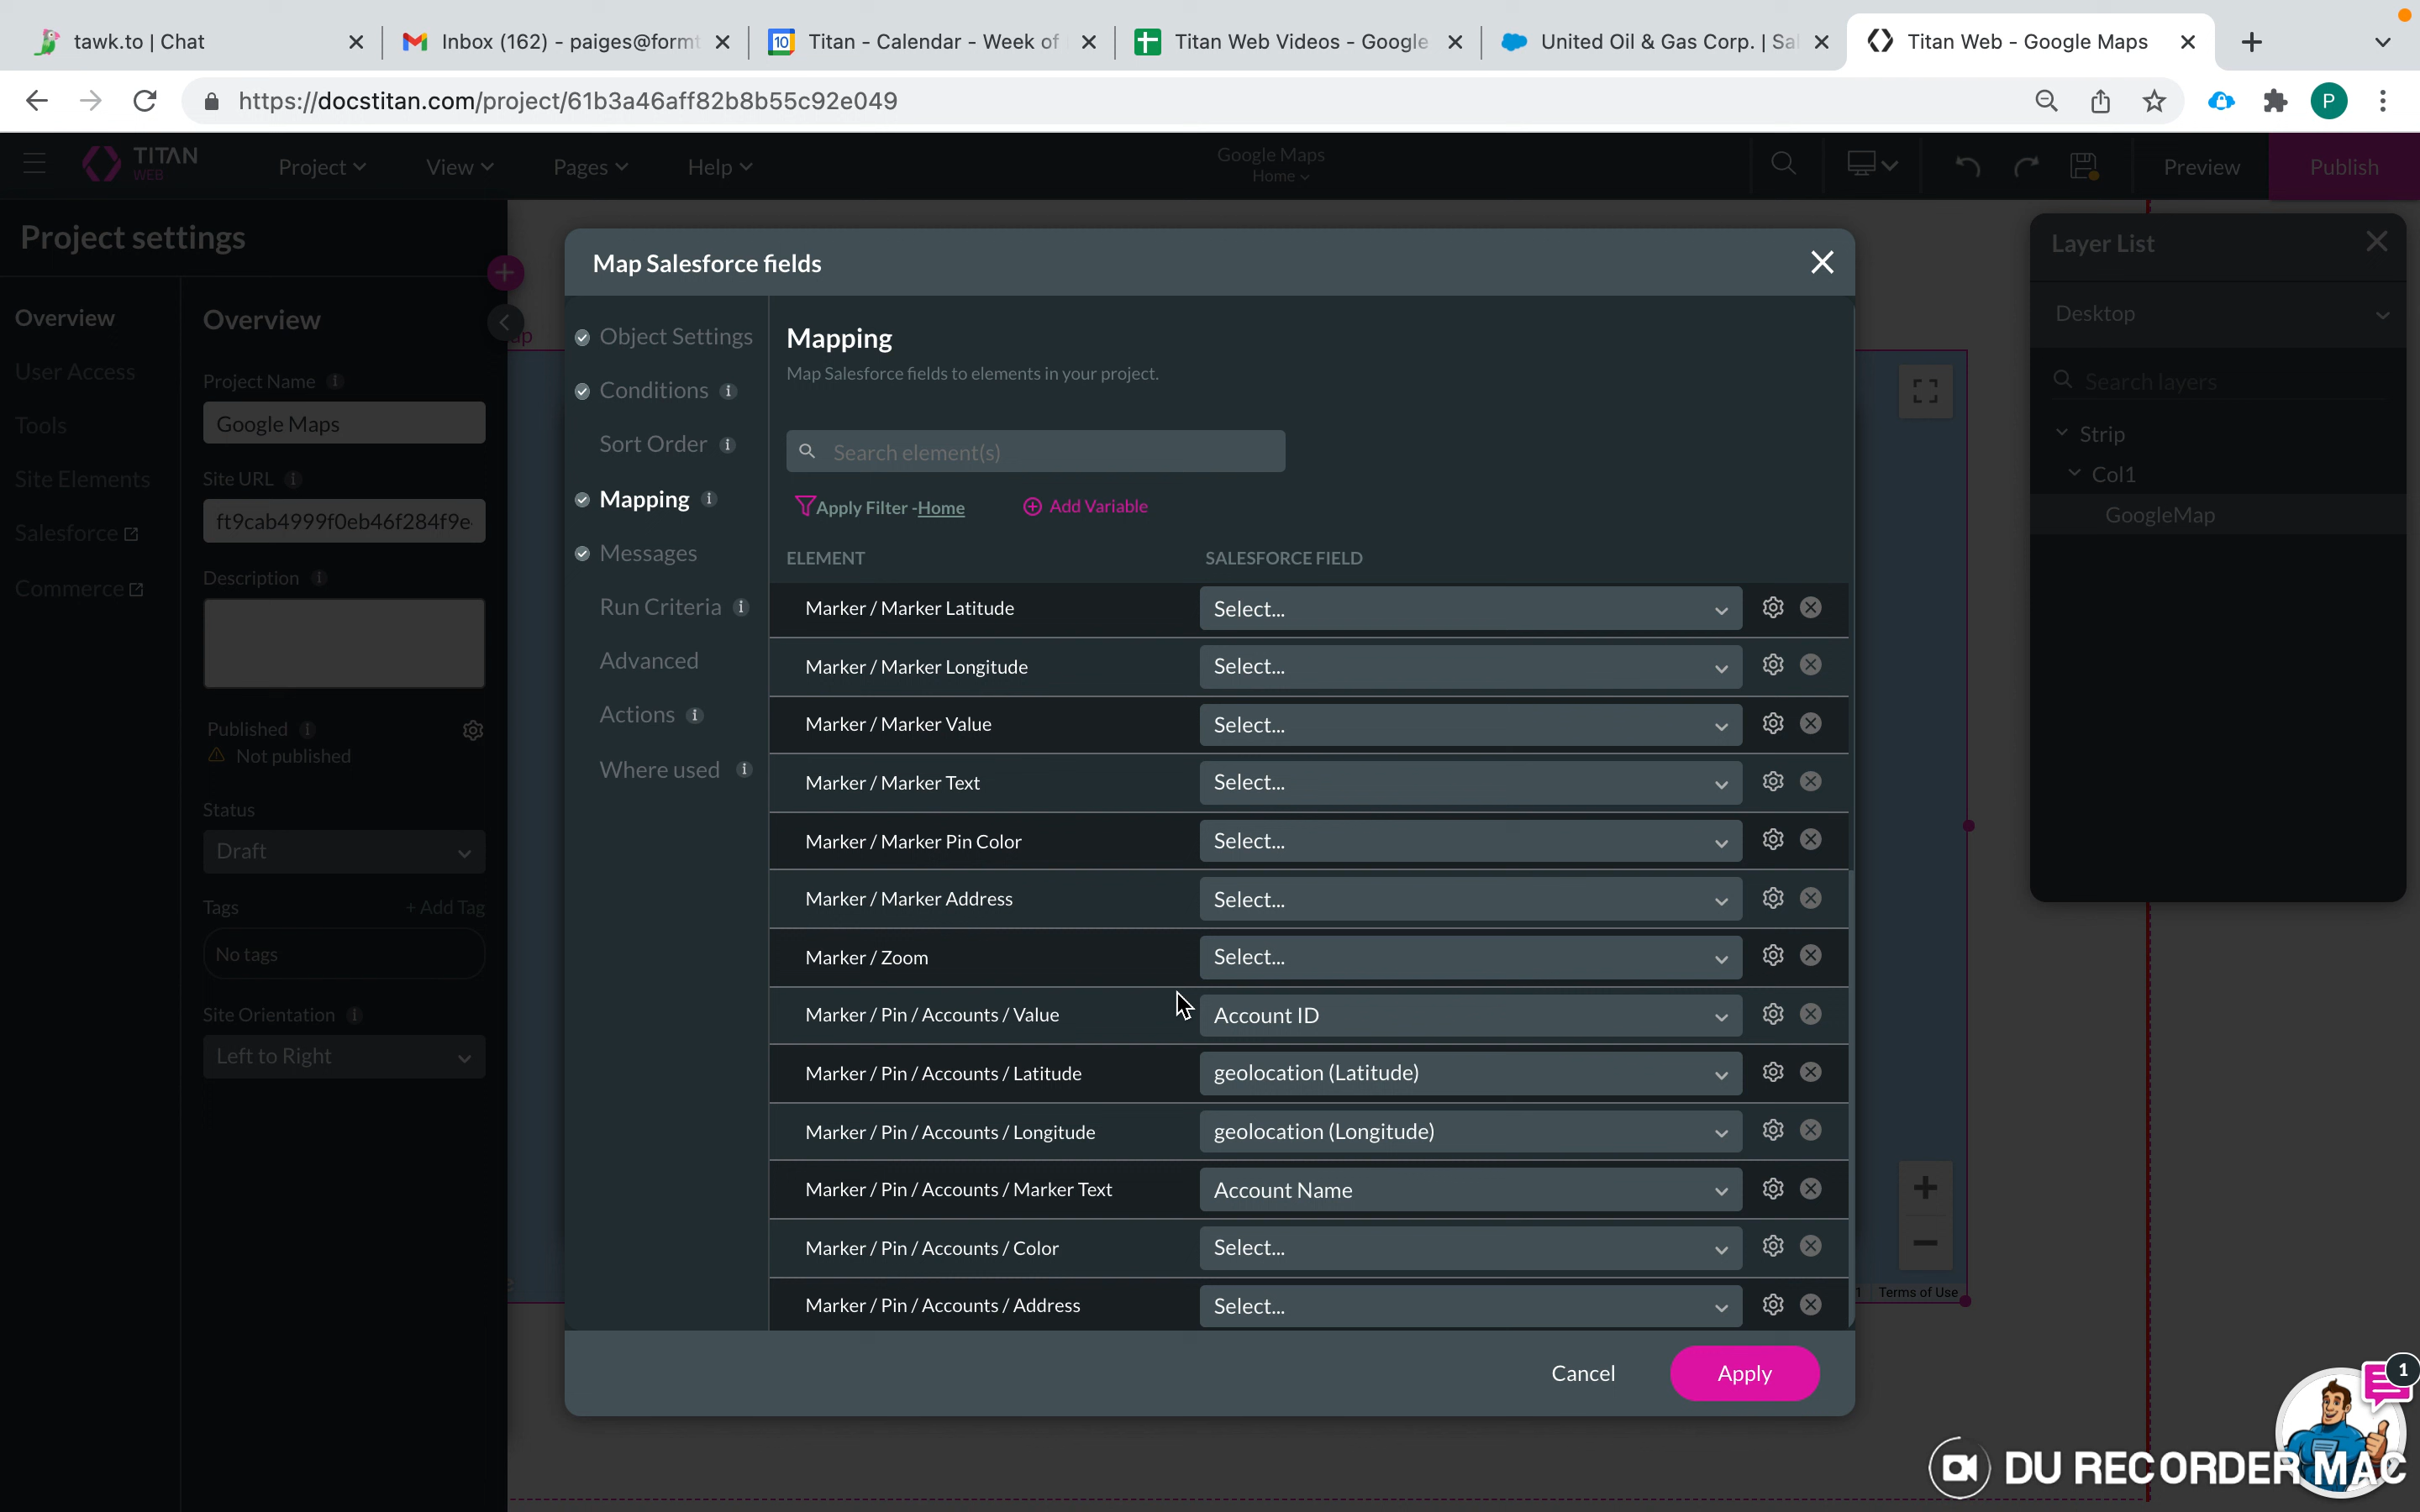 tawk.to | Chat
Inbox (162) - paiges@formt
Titan - Calendar - Week of
Titan Web Videos - Google
United Oil & Gas Corp. | Sal
Titan Web - Google Maps
https://docstitan.com/project/61b3a46aff82b8b55c92e049
P
TITAN
WEB
Project
View
Pages
Help
Google Maps
Home
Preview
Publish
Project settings
Overview
User Access
Tools
Site Elements
Salesforce
Commerce
Overview
Project Name
Google Maps
Site URL
ft9cab4999f0eb46f284f9e
Description
Published
Not published
Status
Draft
Tags
+ Add Tag
No tags
Site Orientation
Left to Right
Map Salesforce fields
Object Settings
Conditions
Sort Order
Mapping
Messages
Run Criteria
Advanced
Actions
Where used
Mapping
Map Salesforce fields to elements in your project.
Search element(s)
Apply Filter -Home
Add Variable
ELEMENT SALESFORCE FIELD
Marker / Marker Latitude Select...
Marker / Marker Longitude Select...
Marker / Marker Value Select...
Marker / Marker Text Select...
Marker / Marker Pin Color Select...
Marker / Marker Address Select...
Marker / Zoom Select...
Marker / Pin / Accounts / Value Account ID
Marker / Pin / Accounts / Latitude geolocation (Latitude)
Marker / Pin / Accounts / Longitude geolocation (Longitude)
Marker / Pin / Accounts / Marker Text Account Name
Marker / Pin / Accounts / Color Select...
Marker / Pin / Accounts / Address Select...
Cancel
Apply
Layer List
Desktop
Search layers
Strip
Col1
GoogleMap
Terms of Use
1
DU RECORDER MAC